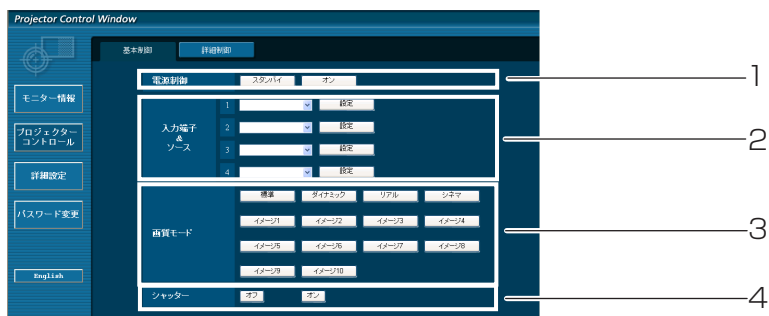 Projector Control Window
基本制御 詳細制御
電源制御 スタンバイ オン 1
モニター情報
入力端子
&
ソース
1 設定
2 設定
3 設定
4 設定
2
プロジェクター
コントロール
詳細設定
パスワード変更
English
画質モード
標準 ダイナミック リアル シネマ
イメージ1 イメージ2 イメージ3 イメージ4
イメージ5 イメージ6 イメージ7 イメージ8
イメージ9 イメージ10
3
シャッター オフ オン 4